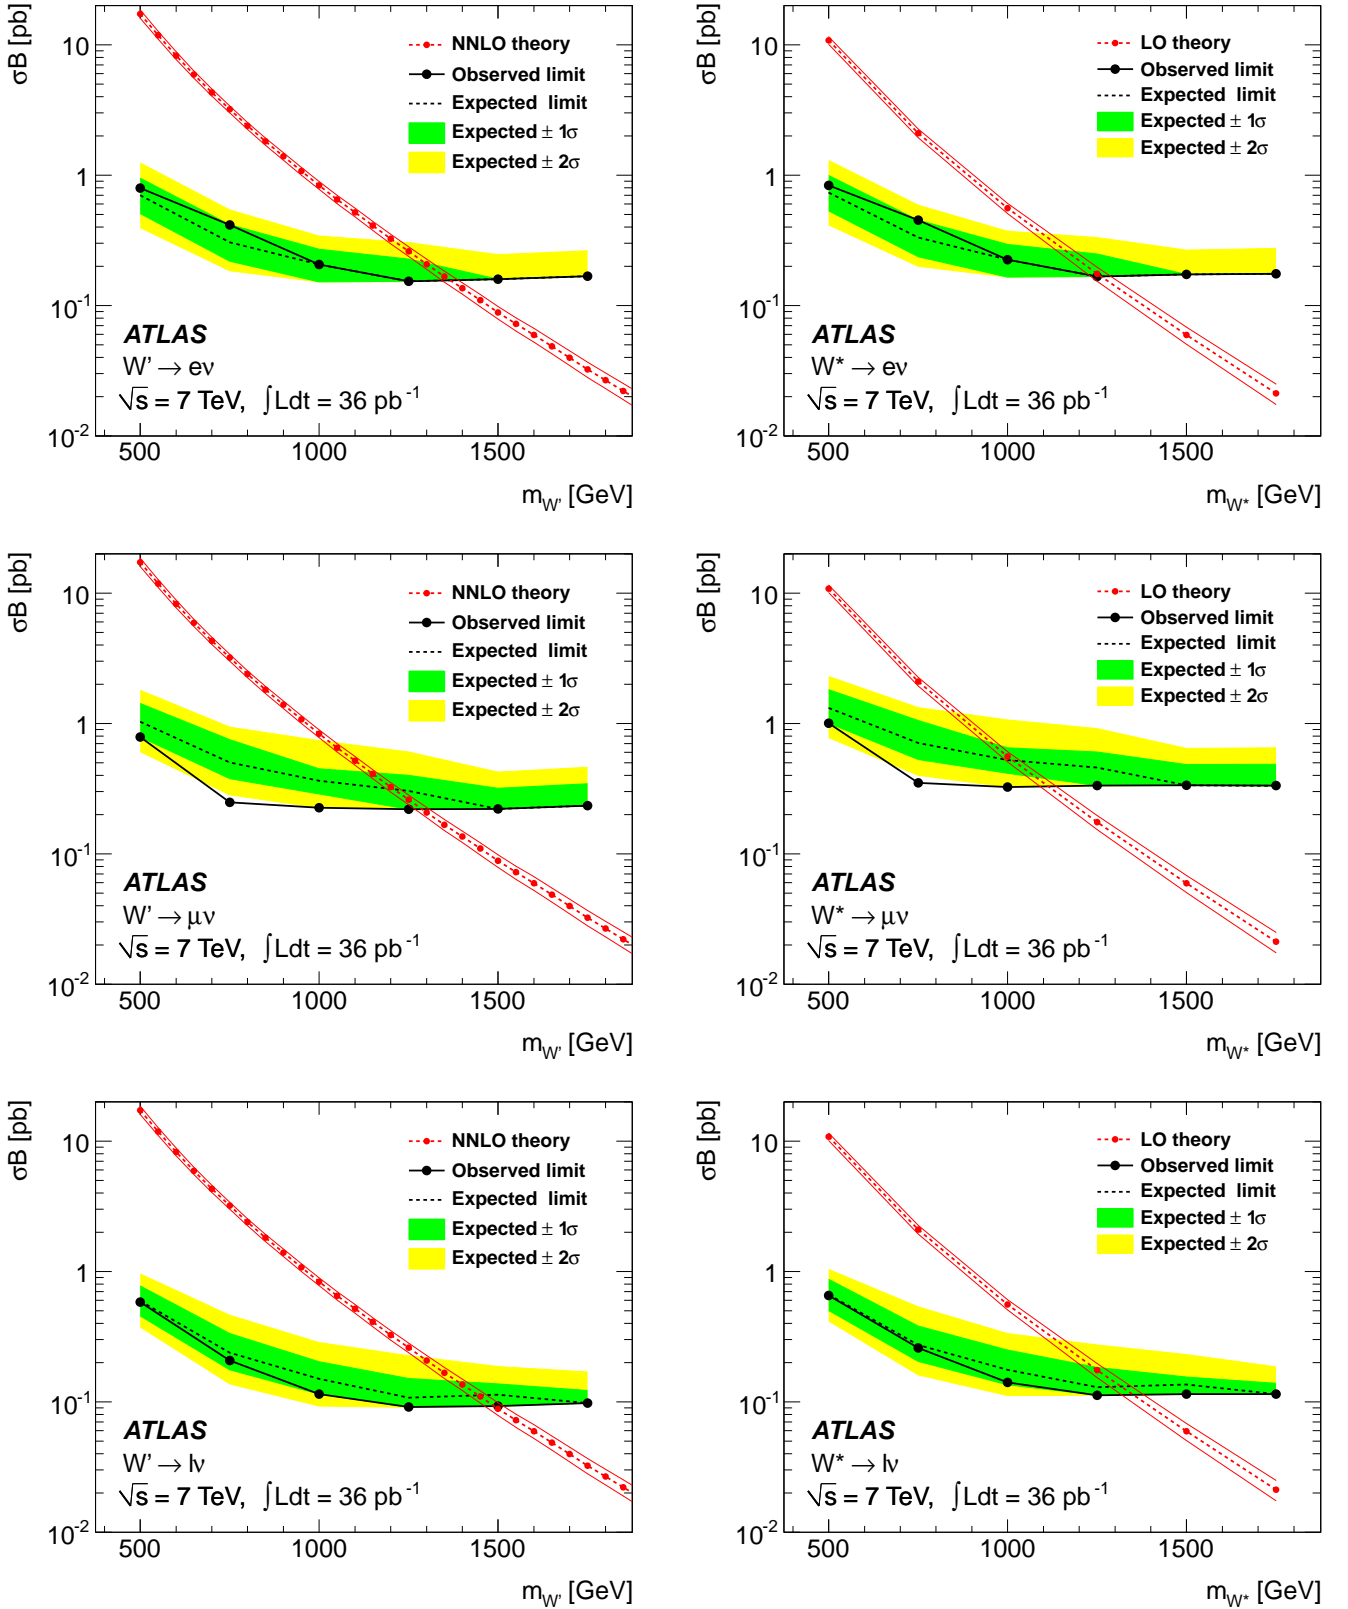 σB [pb]
10
1
10⁻¹
10⁻²
NNLO theory
Observed limit
Expected limit
Expected ± 1σ
Expected ± 2σ
ATLAS
W' → eν
√s = 7 TeV, ∫Ldt = 36 pb⁻¹
500 1000 1500
m_W' [GeV]
σB [pb]
10
1
10⁻¹
10⁻²
LO theory
Observed limit
Expected limit
Expected ± 1σ
Expected ± 2σ
ATLAS
W* → eν
√s = 7 TeV, ∫Ldt = 36 pb⁻¹
500 1000 1500
m_W* [GeV]
σB [pb]
10
1
10⁻¹
10⁻²
NNLO theory
Observed limit
Expected limit
Expected ± 1σ
Expected ± 2σ
ATLAS
W' → μν
√s = 7 TeV, ∫Ldt = 36 pb⁻¹
500 1000 1500
m_W' [GeV]
σB [pb]
10
1
10⁻¹
10⁻²
LO theory
Observed limit
Expected limit
Expected ± 1σ
Expected ± 2σ
ATLAS
W* → μν
√s = 7 TeV, ∫Ldt = 36 pb⁻¹
500 1000 1500
m_W* [GeV]
σB [pb]
10
1
10⁻¹
10⁻²
NNLO theory
Observed limit
Expected limit
Expected ± 1σ
Expected ± 2σ
ATLAS
W' → lν
√s = 7 TeV, ∫Ldt = 36 pb⁻¹
500 1000 1500
m_W' [GeV]
σB [pb]
10
1
10⁻¹
10⁻²
LO theory
Observed limit
Expected limit
Expected ± 1σ
Expected ± 2σ
ATLAS
W* → lν
√s = 7 TeV, ∫Ldt = 36 pb⁻¹
500 1000 1500
m_W* [GeV]